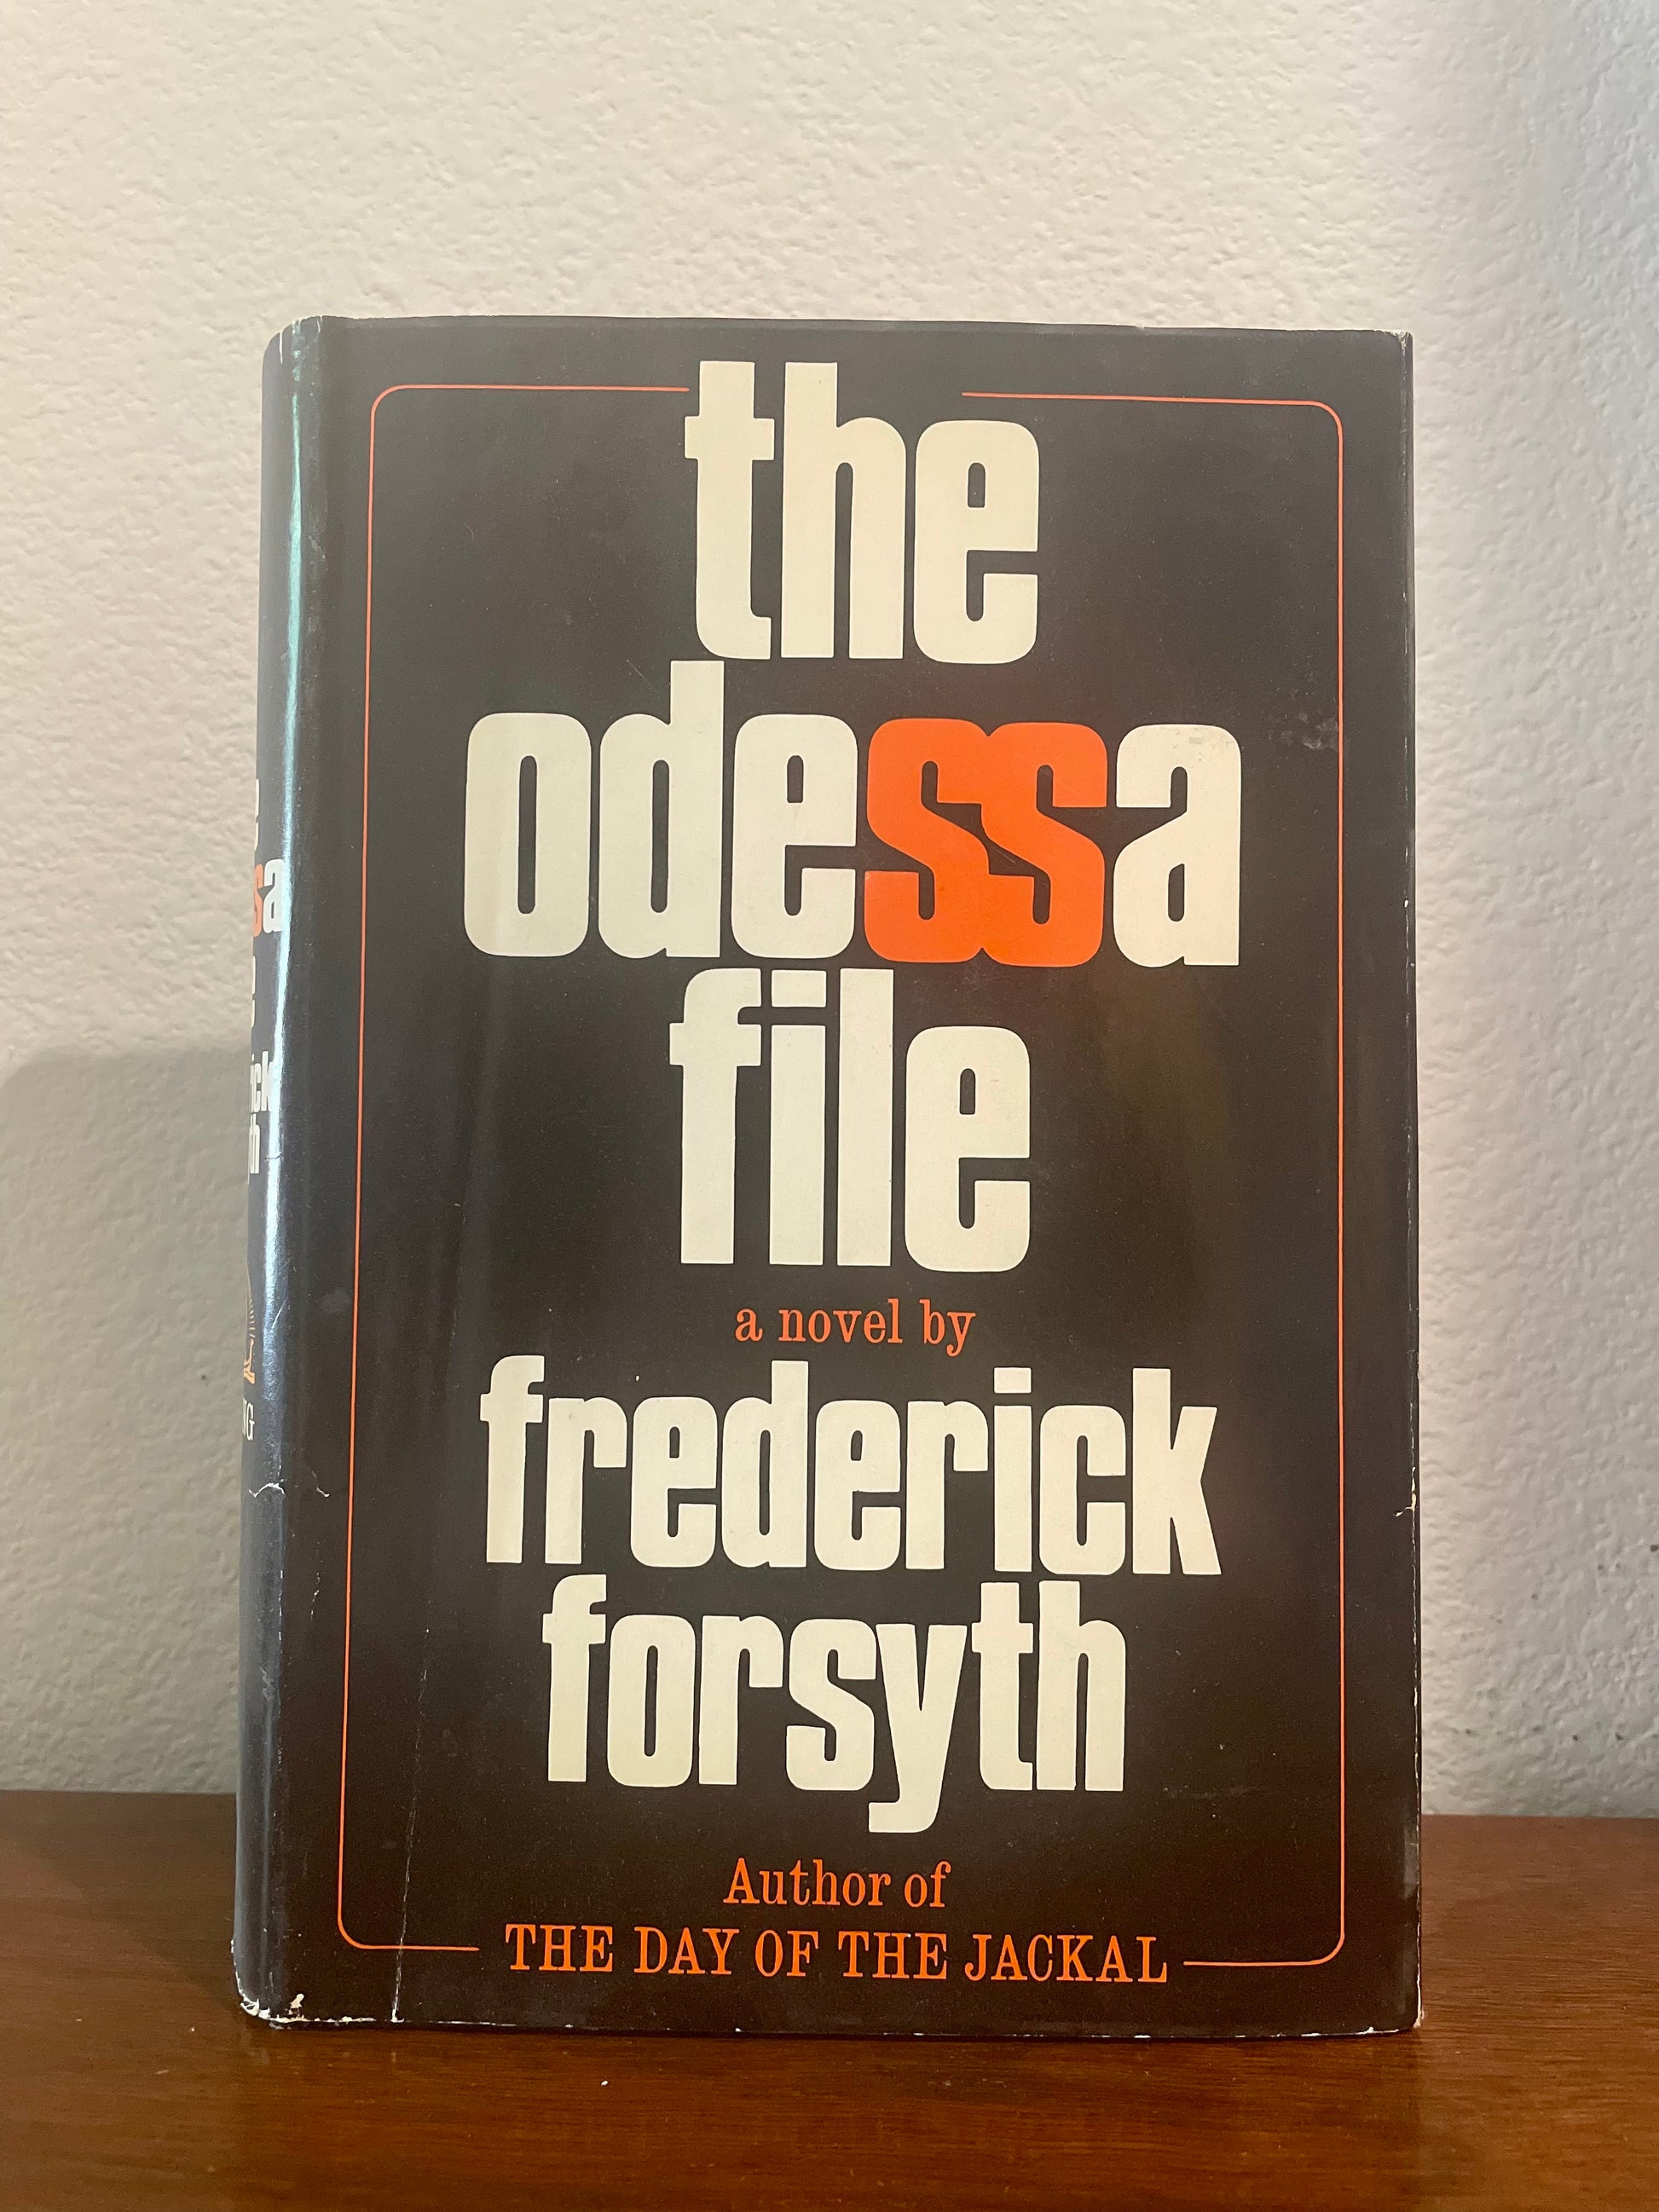 the
odessa
file
a novel by
frederick
forsyth
Author of
THE DAY OF THE JACKAL